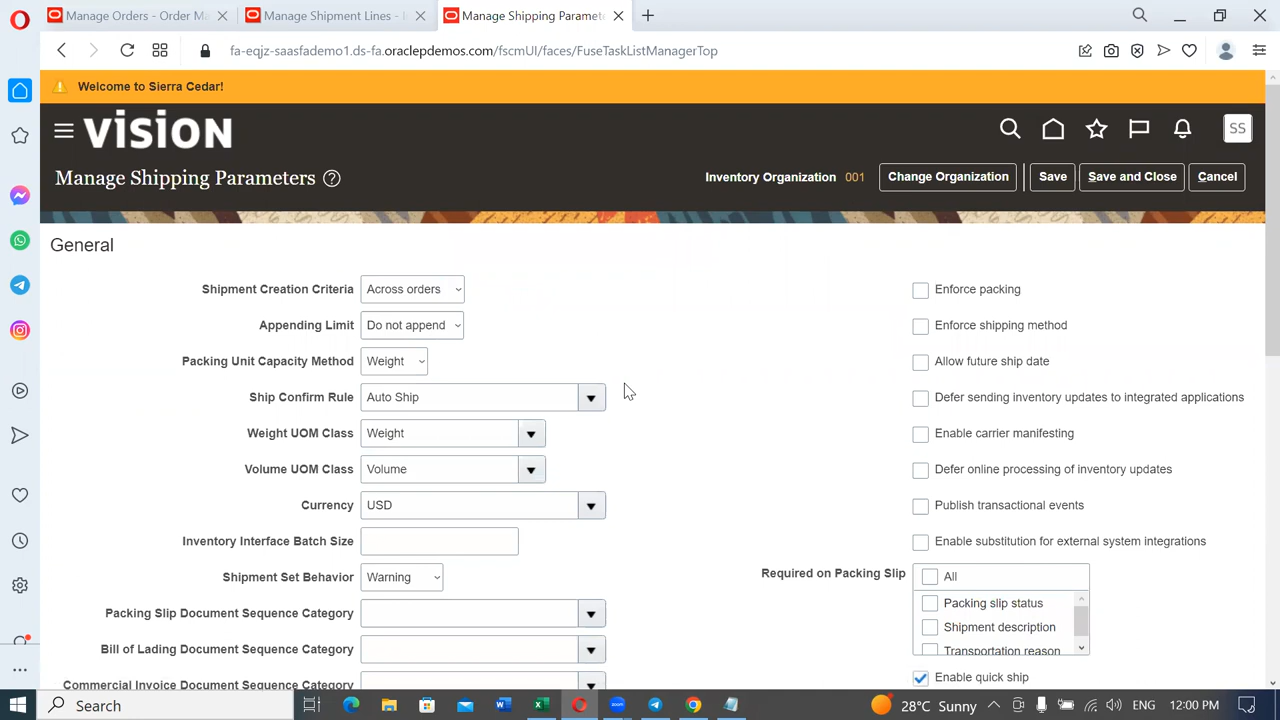 Manage Orders - Order Ma
Manage Shipment Lines - I
Manage Shipping Paramete
fa-eqjz-saasfademo1.ds-fa.oraclepdemos.com/fscmUI/faces/FuseTaskListManagerTop
Welcome to Sierra Cedar!
VISION
SS
Manage Shipping Parameters
Inventory Organization 001
Change Organization
Save
Save and Close
Cancel
General
Shipment Creation Criteria Across orders
Enforce packing
Appending Limit Do not append
Enforce shipping method
Packing Unit Capacity Method Weight
Allow future ship date
Ship Confirm Rule Auto Ship
Defer sending inventory updates to integrated applications
Weight UOM Class Weight
Enable carrier manifesting
Volume UOM Class Volume
Defer online processing of inventory updates
Currency USD
Publish transactional events
Inventory Interface Batch Size
Enable substitution for external system integrations
Shipment Set Behavior Warning
Required on Packing Slip All
Packing slip status
Packing Slip Document Sequence Category
Shipment description
Bill of Lading Document Sequence Category
Transportation reason
Commercial Invoice Document Sequence Category
Enable quick ship
Search
28°C Sunny
ENG
12:00 PM